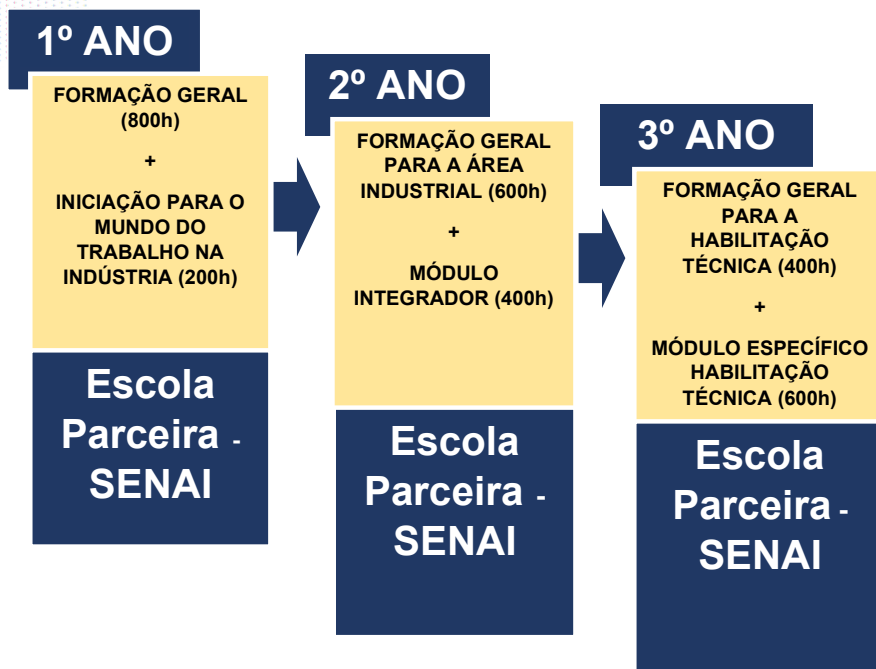 1º ANO
FORMAÇÃO GERAL
(800h)
+
INICIAÇÃO PARA O
MUNDO DO
TRABALHO NA
INDÚSTRIA (200h)
Escola
Parceira -
SENAI
2º ANO
FORMAÇÃO GERAL
PARA A ÁREA
INDUSTRIAL (600h)
+
MÓDULO
INTEGRADOR (400h)
Escola
Parceira -
SENAI
3º ANO
FORMAÇÃO GERAL
PARA A
HABILITAÇÃO
TÉCNICA (400h)
+
MÓDULO ESPECÍFICO
HABILITAÇÃO
TÉCNICA (600h)
Escola
Parceira -
SENAI